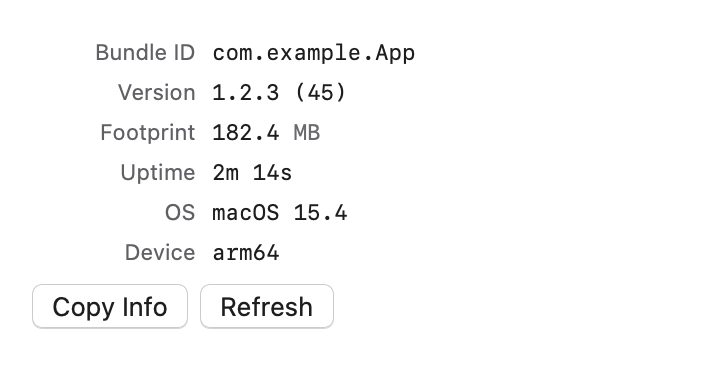 Bundle ID com.example.App
Version 1.2.3 (45)
Footprint 182.4 MB
Uptime 2m 14s
OS macOS 15.4
Device arm64
Copy Info Refresh